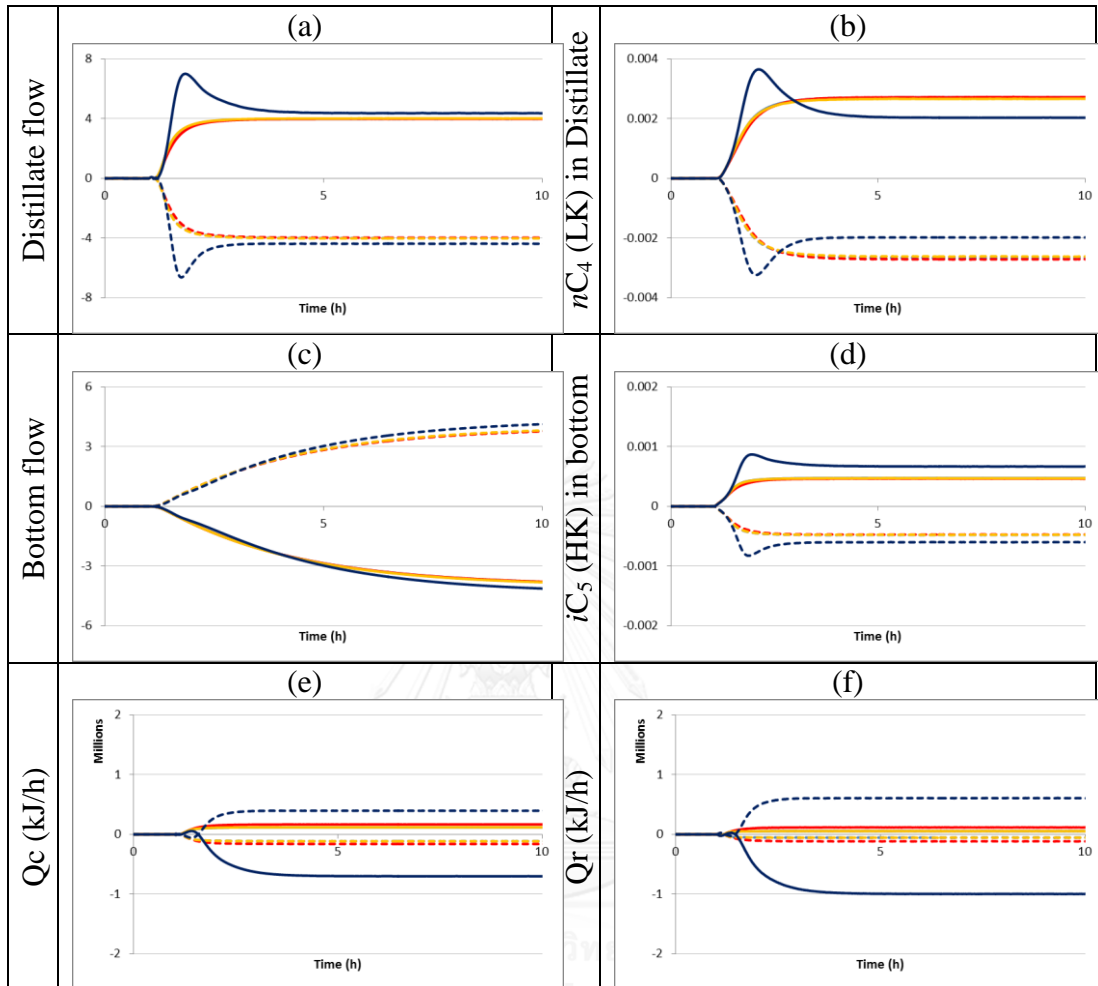 (a)
Distillate flow
8
4
0
-4
-8
0
5
10
Time (h)
(b)
nC4 (LK) in Distillate
0.004
0.002
0
-0.002
-0.004
0
5
10
Time (h)
(c)
Bottom flow
6
3
0
-3
-6
0
5
10
Time (h)
(d)
iC5 (HK) in bottom
0.002
0.001
0
-0.001
-0.002
0
5
10
Time (h)
(e)
Qc (kJ/h)
Millions
2
1
0
-1
-2
0
5
10
Time (h)
(f)
Qr (kJ/h)
Millions
2
1
0
-1
-2
0
5
10
Time (h)